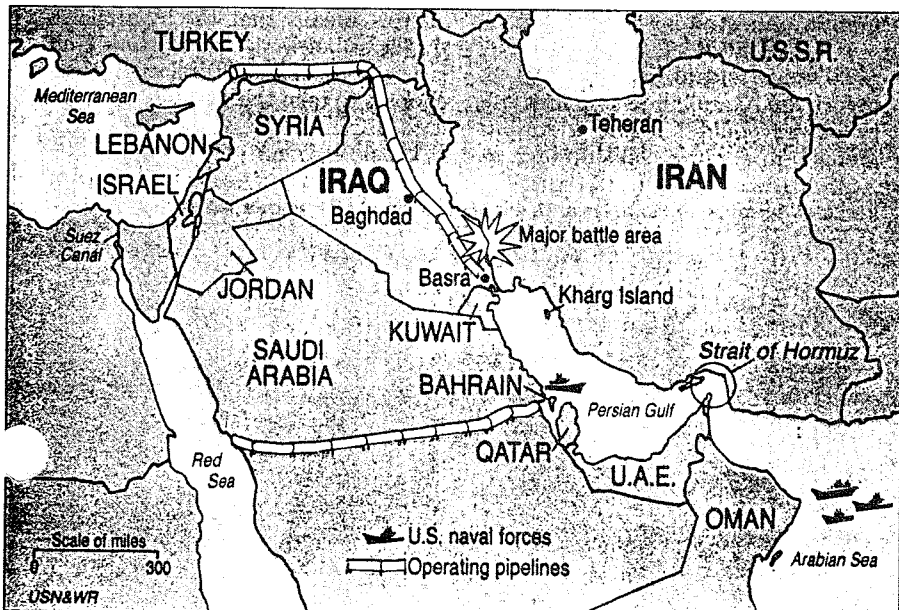 TURKEY
U.S.S.R.
Mediterranean
Sea
Teheran
SYRIA
LEBANON
IRAQ
IRAN
ISRAEL
Baghdad
Suez
Canal
Major battle area
Basra
JORDAN
Kharg Island
KUWAIT
SAUDI
ARABIA
Strait of Hormuz
BAHRAIN
Persian Gulf
Red
Sea
QATAR
U.A.E.
OMAN
U.S. naval forces
Scale of miles
0 300
Operating pipelines
Arabian Sea
USN&WR